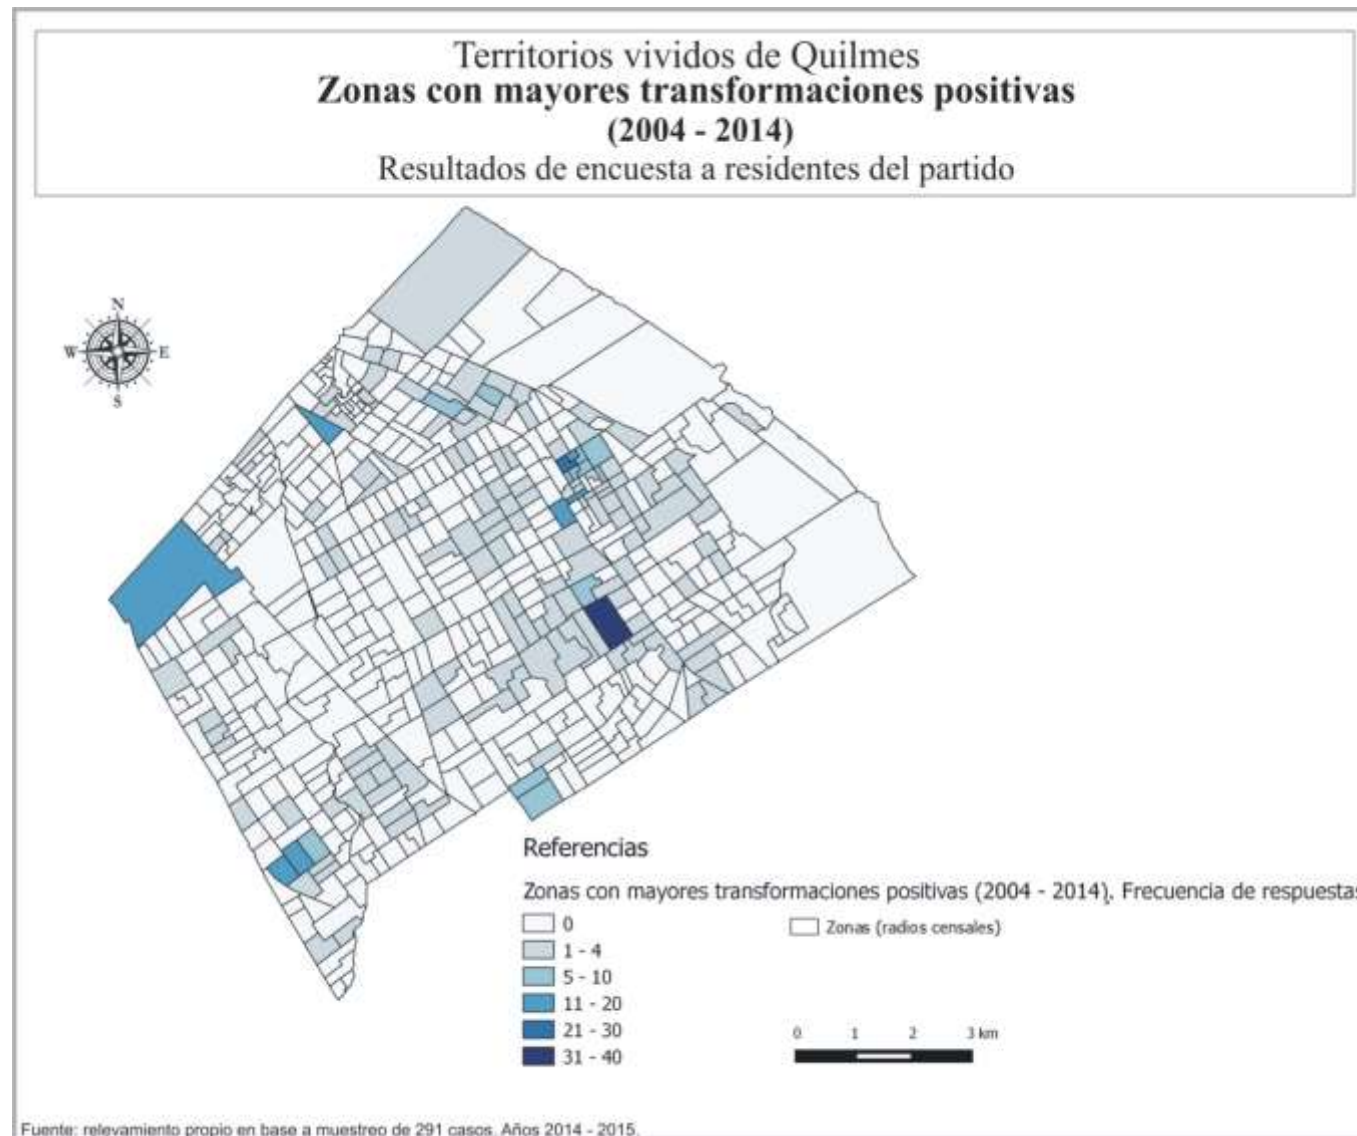 Territorios vividos de Quilmes
Zonas con mayores transformaciones positivas
(2004 - 2014)
Resultados de encuesta a residentes del partido
N
W E
S
Referencias
Zonas con mayores transformaciones positivas (2004 - 2014). Frecuencia de respuestas
0
Zonas (radios censales)
1 - 4
5 - 10
11 - 20
21 - 30
31 - 40
0 1 2 3 km
Fuente: relevamiento propio en base a muestreo de 291 casos. Años 2014 - 2015.